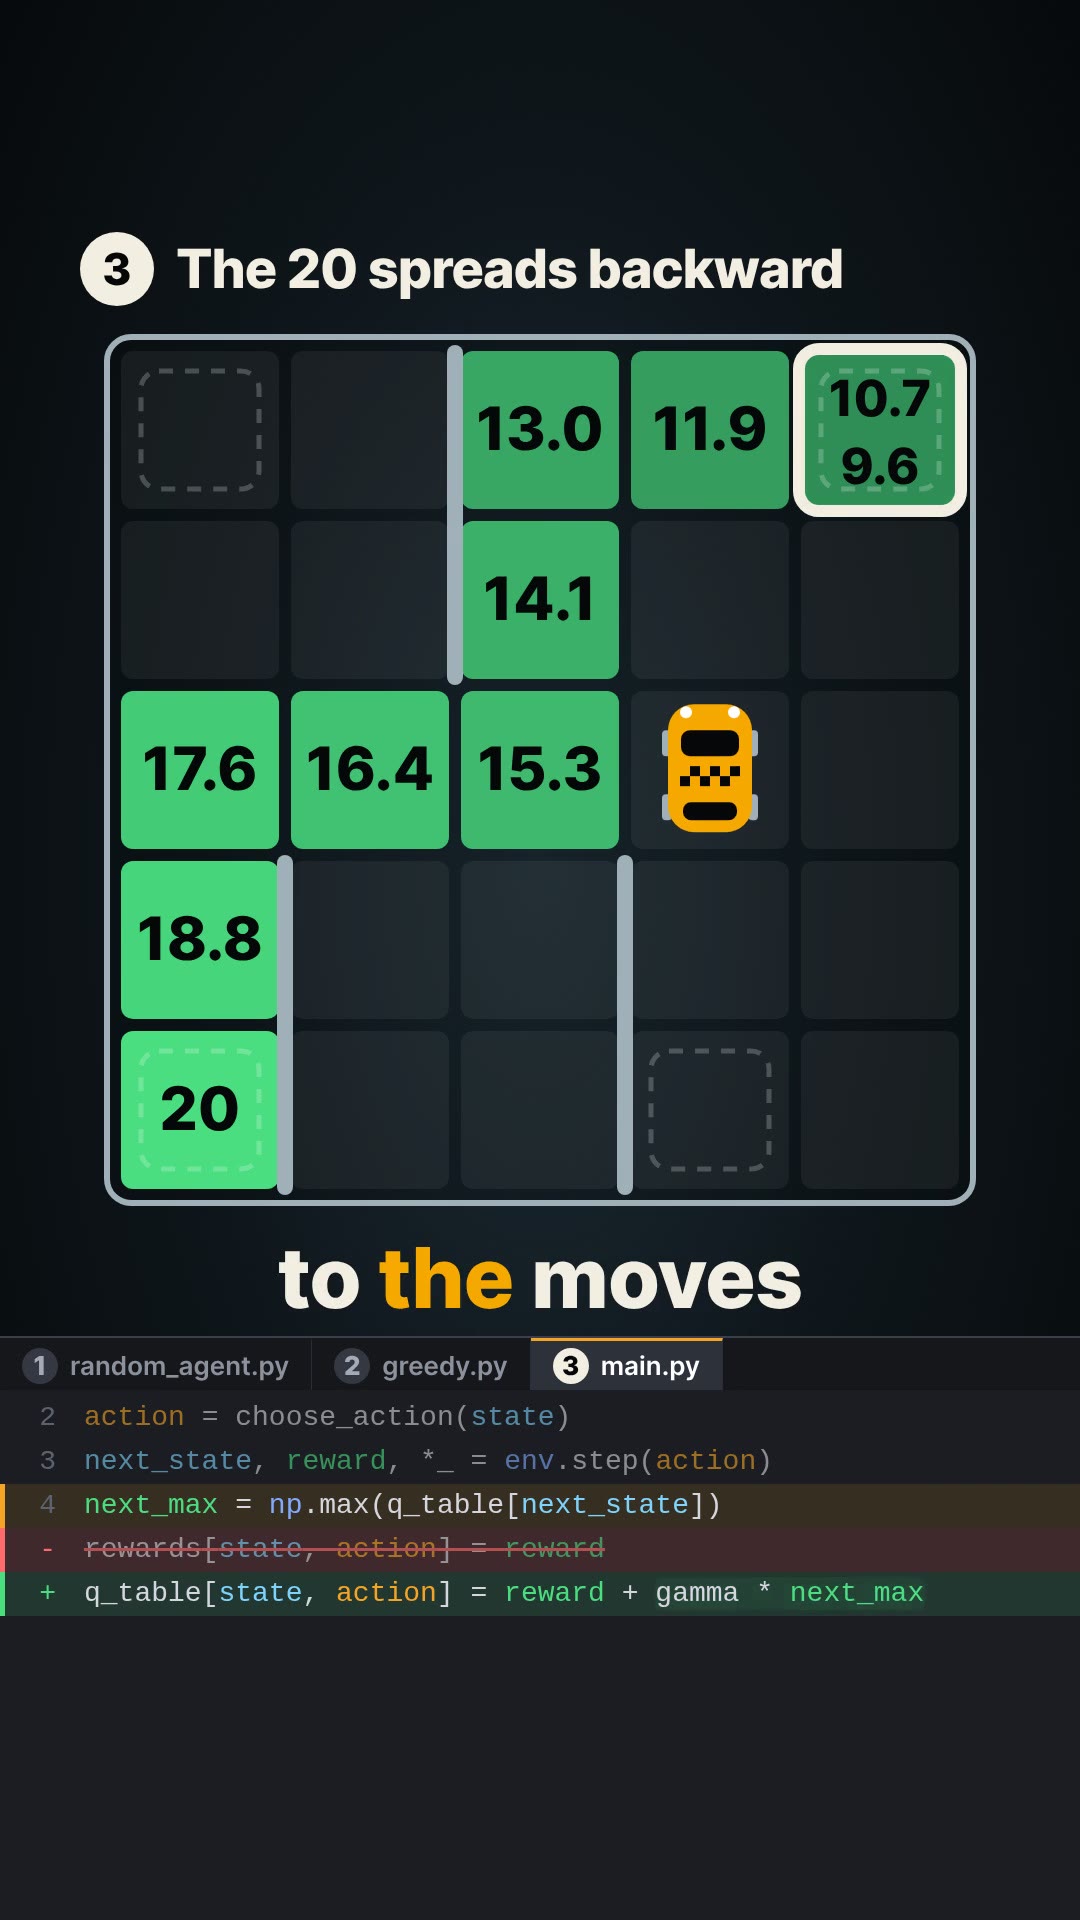 3 The 20 spreads backward
13.0 11.9 10.7
9.6
14.1
17.6 16.4 15.3
18.8
20
to the moves
1 random_agent.py 2 greedy.py 3 main.py
2 action = choose_action(state)
3 next_state, reward, *_ = env.step(action)
4 next_max = np.max(q_table[next_state])
- rewards[state, action] = reward
+ q_table[state, action] = reward + gamma * next_max